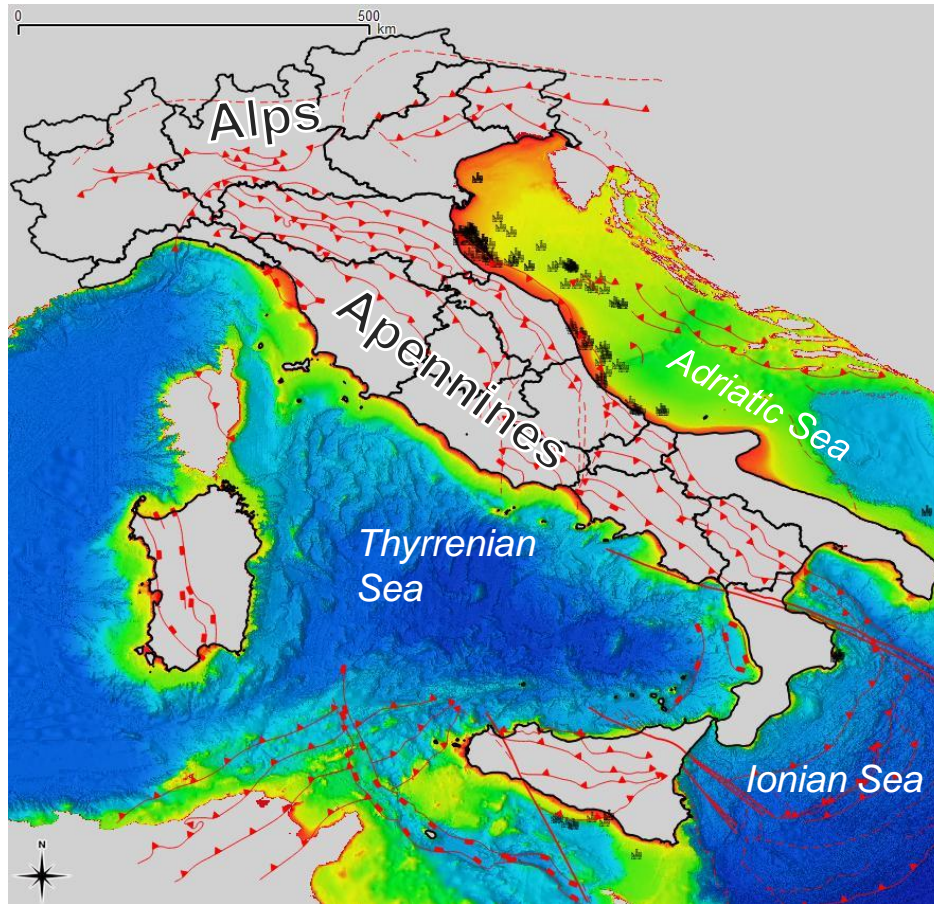 0
500
km
Alps
Apennines
Adriatic Sea
Thyrrenian
Sea
Ionian Sea
N